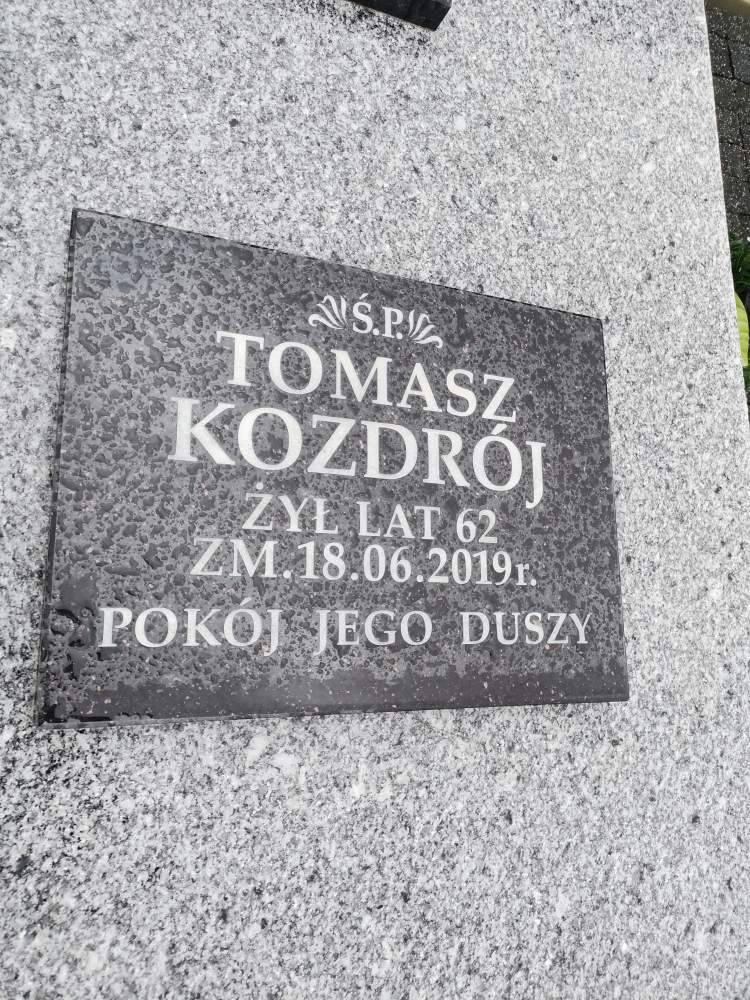 Ś.P.
TOMASZ
KOZDRÓJ
ŻYŁ LAT 62
ZM.18.06.2019r.
POKÓJ JEGO DUSZY